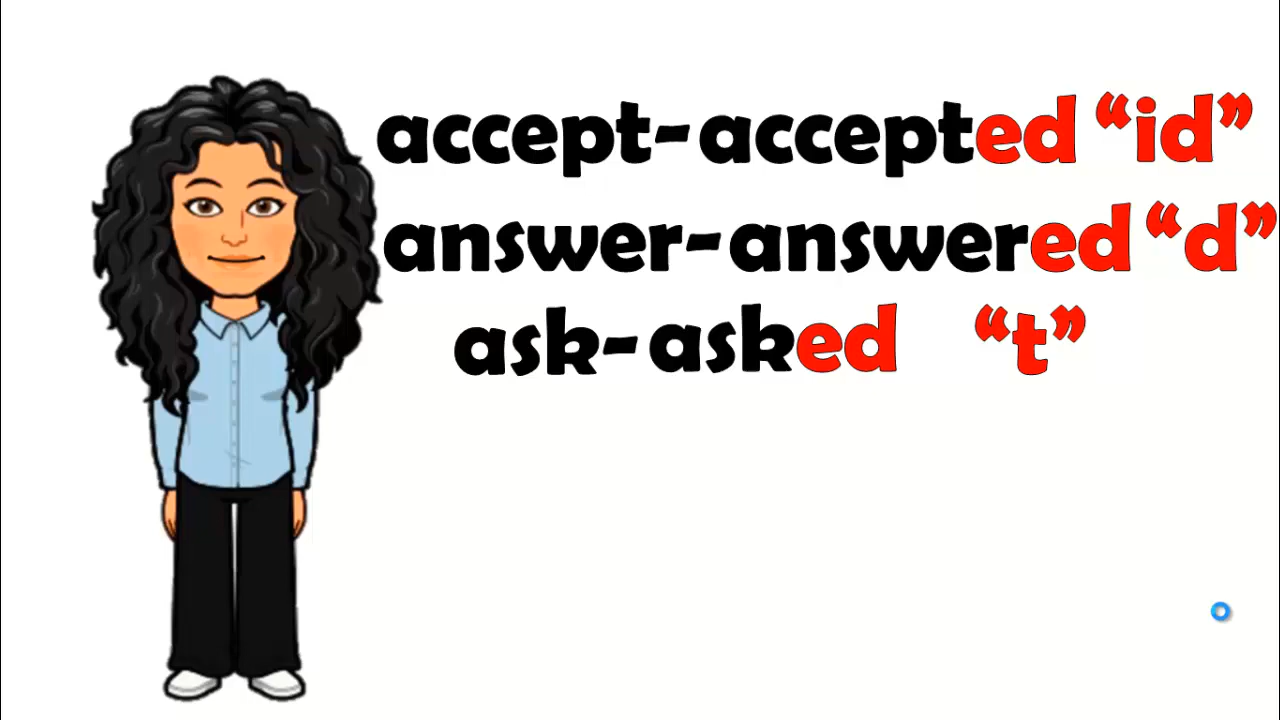 accept-accepted “id”
answer-answered “d”
ask-asked “t”